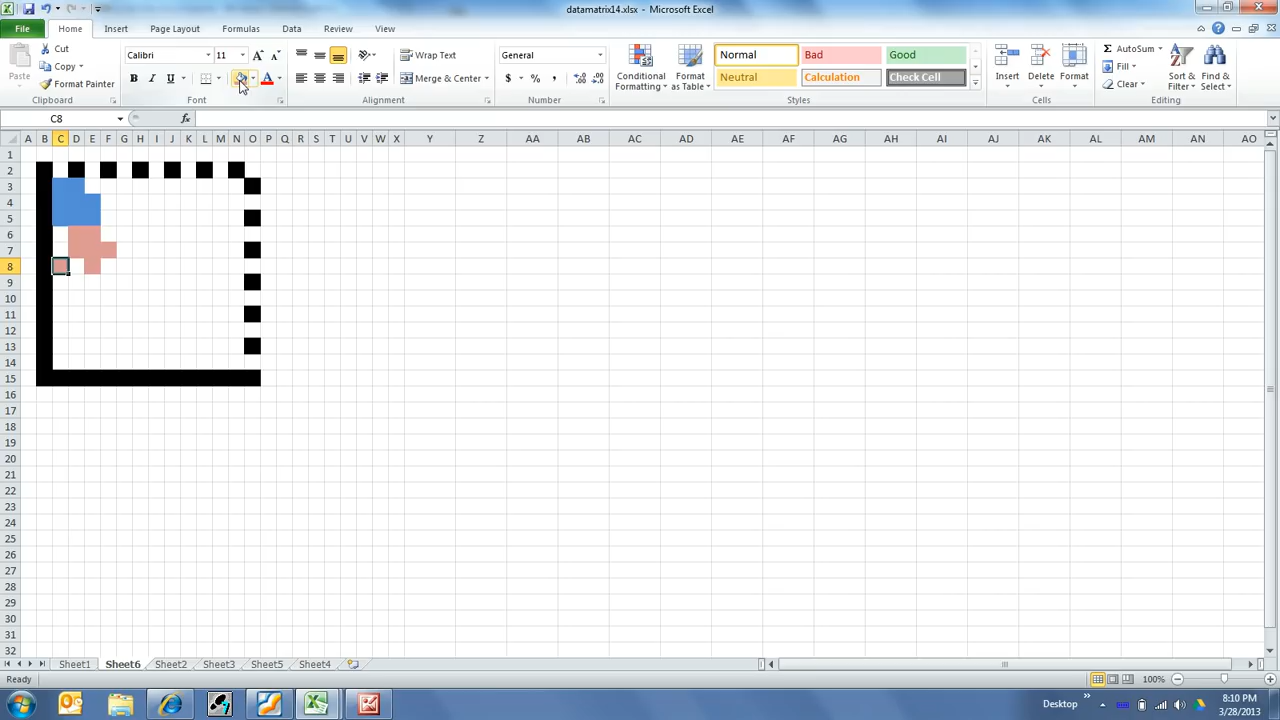 datamatrix14.xlsx - Microsoft Excel
File Home Insert Page Layout Formulas Data Review View
Paste
Cut
Copy
Format Painter
Clipboard
Calibri 11
Font
Wrap Text
Merge & Center
Alignment
General
Number
Conditional Formatting
Format as Table
Normal Bad Good
Neutral Calculation Check Cell
Styles
Insert Delete Format
Cells
AutoSum
Fill
Clear
Sort & Filter
Find & Select
Editing
C8
A B C D E F G H I J K L M N O P Q R S T U V W X Y Z AA AB AC AD AE AF AG AH AI AJ AK AL AM AN AO
1
2
3
4
5
6
7
8
9
10
11
12
13
14
15
16
17
18
19
20
21
22
23
24
25
26
27
28
29
30
31
32
Sheet1 Sheet6 Sheet2 Sheet3 Sheet5 Sheet4
Ready 100%
Desktop 8:10 PM
3/28/2013